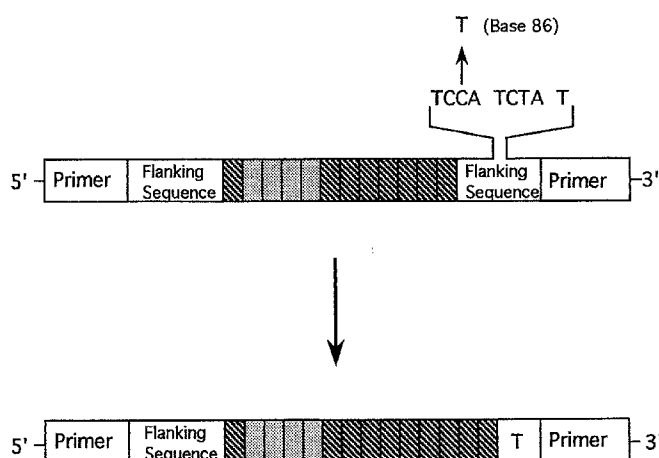 T (Base 86)
TCCA TCTA T
5' Primer Flanking Sequence Flanking Sequence Primer 3'
5' Primer Flanking Sequence T Primer 3'